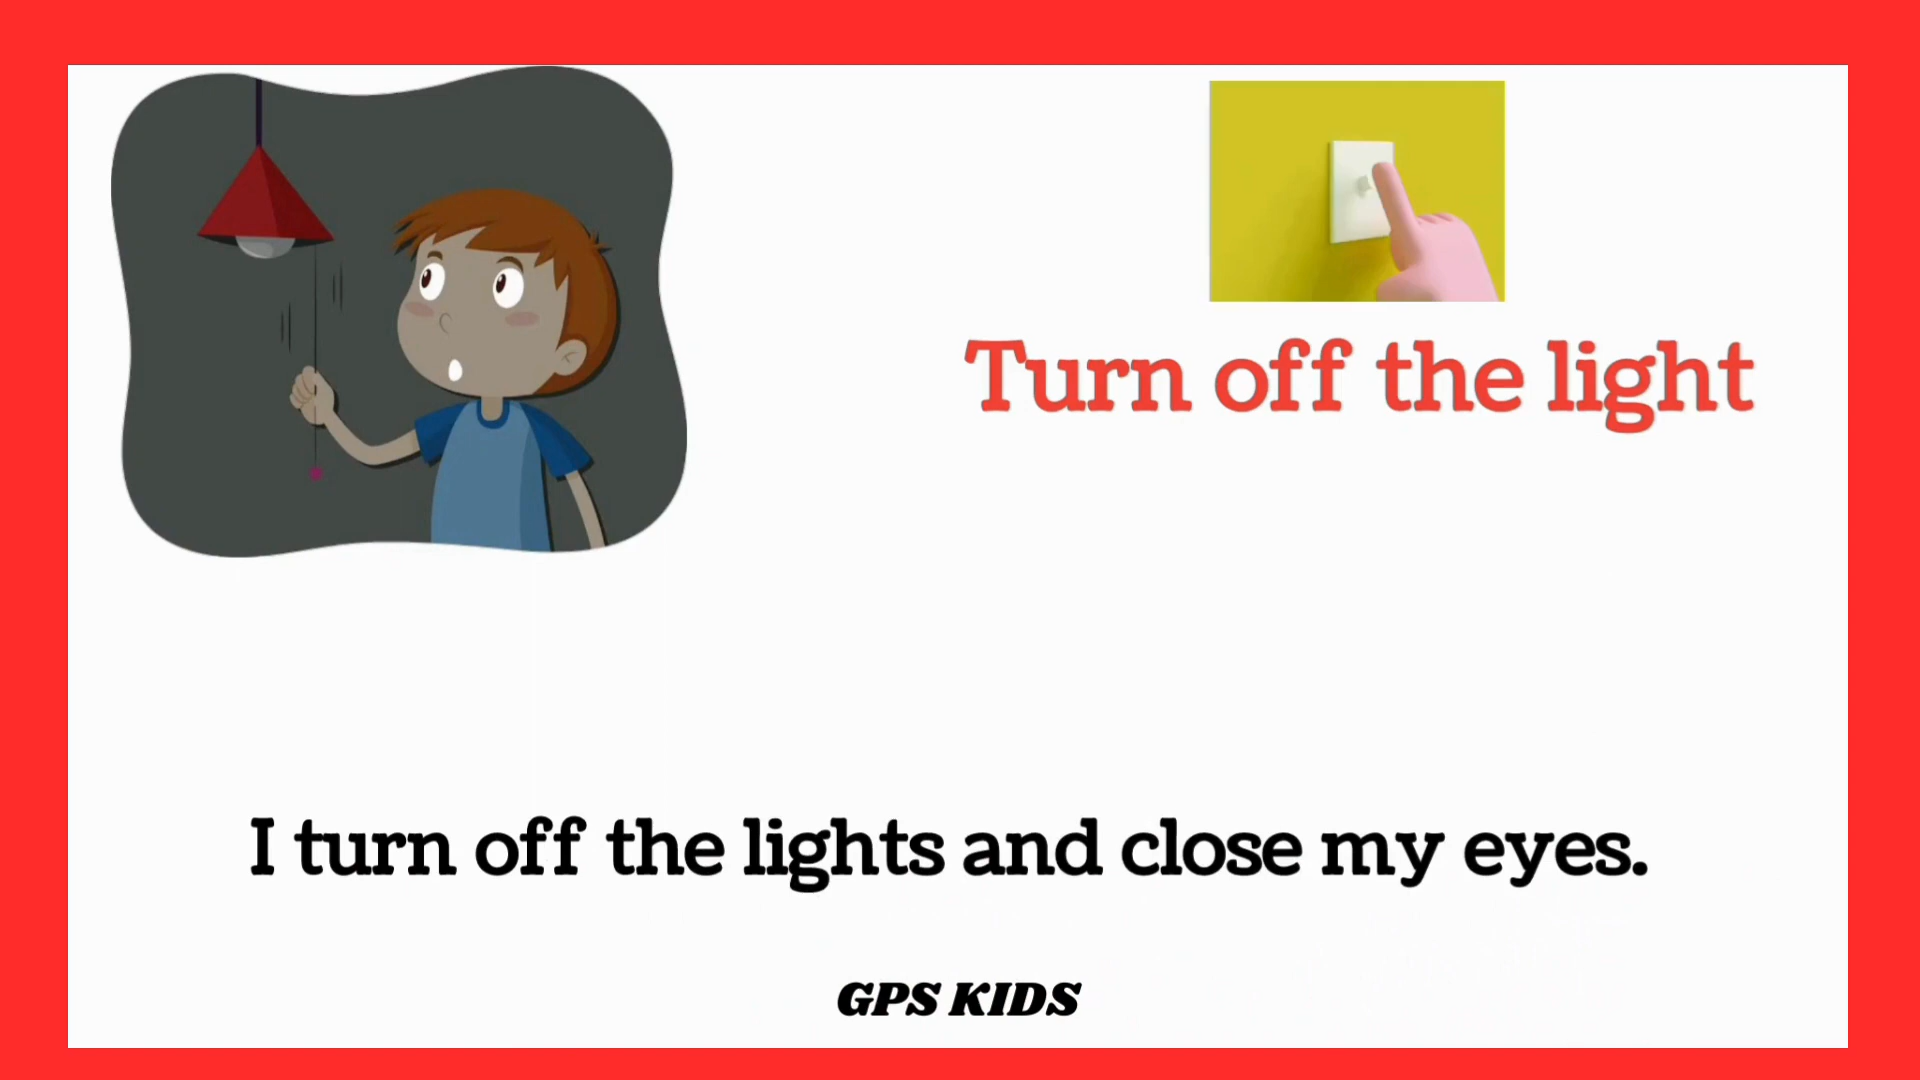 Turn off the light
I turn off the lights and close my eyes.
GPS KIDS